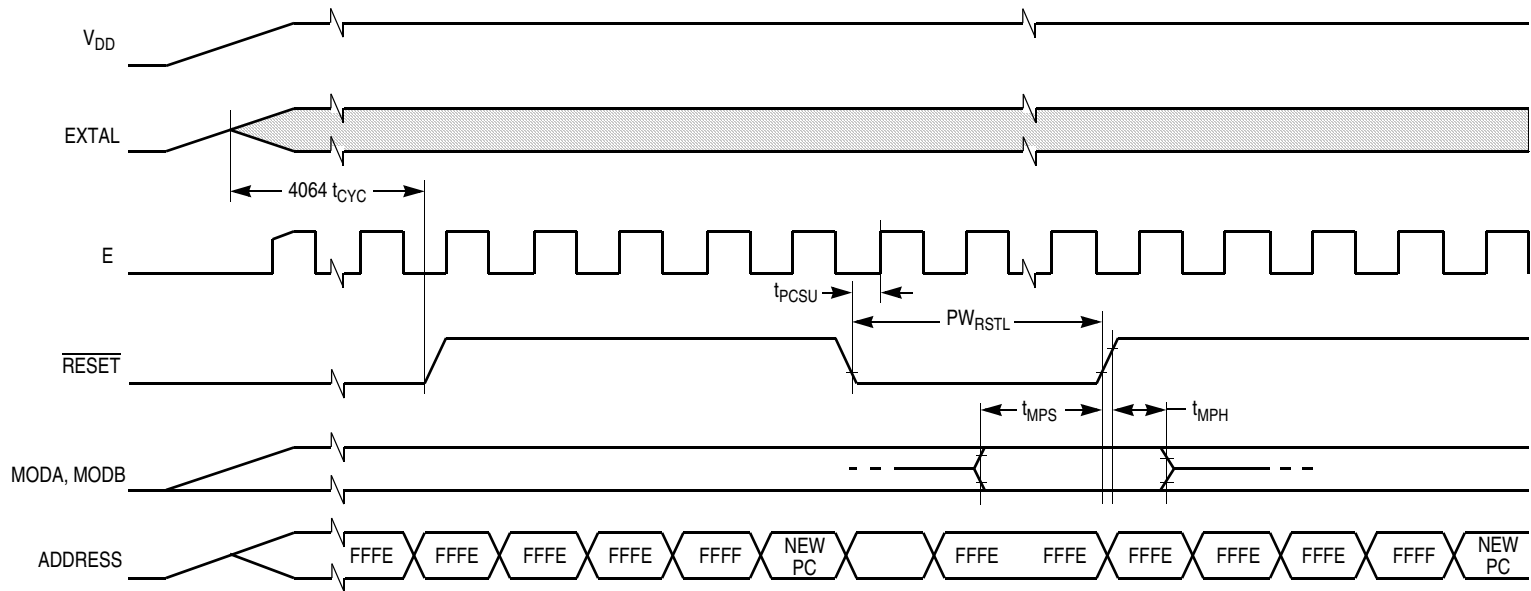 VDD
EXTAL
4064 tCYC
E
tPCSU
PWRSTL
RESET
tMPS
tMPH
MODA, MODB
ADDRESS
FFFE
FFFE
FFFE
FFFE
FFFF
NEW
PC
FFFE
FFFE
FFFE
FFFE
FFFE
FFFF
NEW
PC